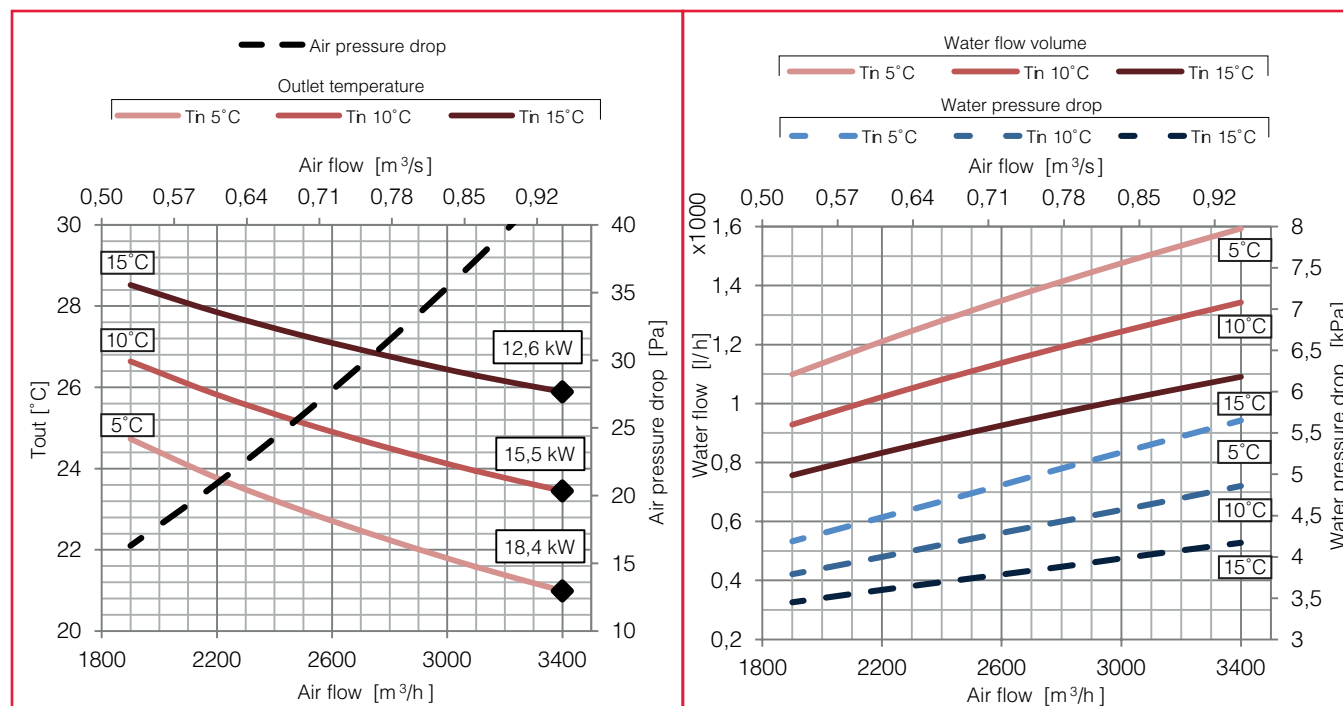 Air pressure drop
Outlet temperature
Tin 5˚C Tin 10˚C Tin 15˚C
Air flow [m³/s]
0,50 0,57 0,64 0,71 0,78 0,85 0,92
30 40
15˚C
28 35
10˚C
12,6 kW
30
26
5˚C
25
15,5 kW
24
20
22
18,4 kW
15
20 10
1800 2200 2600 3000 3400
Air flow [m³/h]
Tout [˚C]
Air pressure drop [Pa]
Water flow volume
Tin 5˚C Tin 10˚C Tin 15˚C
Water pressure drop
Tin 5˚C Tin 10˚C Tin 15˚C
Air flow [m³/s]
0,50 0,57 0,64 0,71 0,78 0,85 0,92
x1000
1,6 8
5˚C
7,5
1,4
7
10˚C
1,2 6,5
6
1
15˚C
5,5
5˚C
0,8
5
10˚C
0,6 4,5
4
15˚C
0,4
3,5
0,2 3
1800 2200 2600 3000 3400
Air flow [m³/h]
Water flow [l/h]
Water pressure drop [kPa]